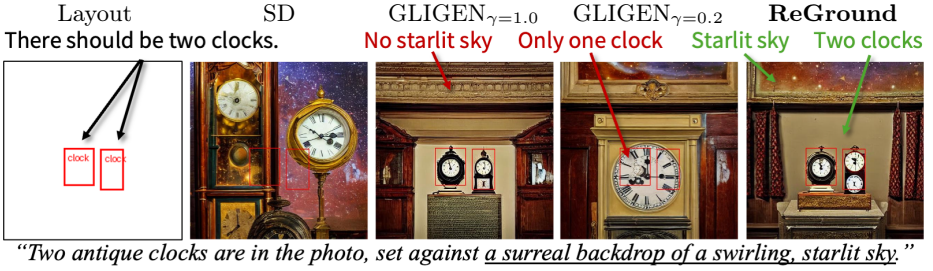 Layout SD GLIGENγ=1.0 GLIGENγ=0.2 ReGround
There should be two clocks. No starlit sky Only one clock Starlit sky Two clocks
clock clock
“Two antique clocks are in the photo, set against a surreal backdrop of a swirling, starlit sky.”